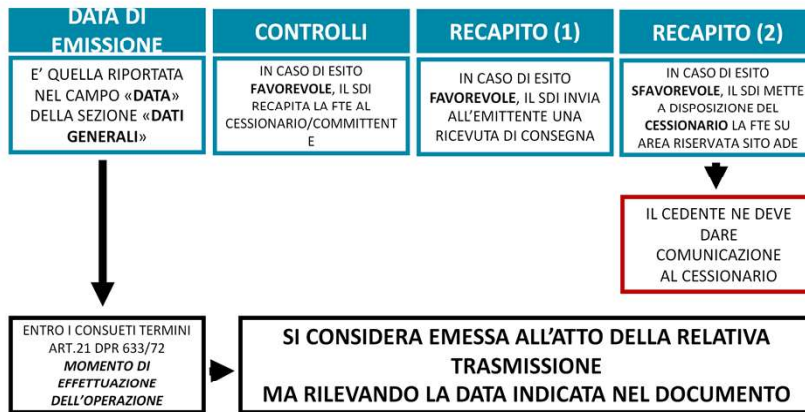 DATA DI
EMISSIONE
E' QUELLA RIPORTATA
NEL CAMPO «DATA»
DELLA SEZIONE «DATI
GENERALI»
CONTROLLI
IN CASO DI ESITO
FAVOREVOLE, IL SDI
RECAPITA LA FTE AL
CESSIONARIO/COMMITTENT
E
RECAPITO (1)
IN CASO DI ESITO
FAVOREVOLE, IL SDI INVIA
ALL'EMITTENTE UNA
RICEVUTA DI CONSEGNA
RECAPITO (2)
IN CASO DI ESITO
SFAVOREVOLE, IL SDI METTE
A DISPOSIZIONE DEL
CESSIONARIO LA FTE SU
AREA RISERVATA SITO ADE
IL CEDENTE NE DEVE
DARE
COMUNICAZIONE
AL CESSIONARIO
ENTRO I CONSUETI TERMINI
ART.21 DPR 633/72
MOMENTO DI
EFFETTUAZIONE
DELL'OPERAZIONE
SI CONSIDERA EMESSA ALL'ATTO DELLA RELATIVA
TRASMISSIONE
MA RILEVANDO LA DATA INDICATA NEL DOCUMENTO